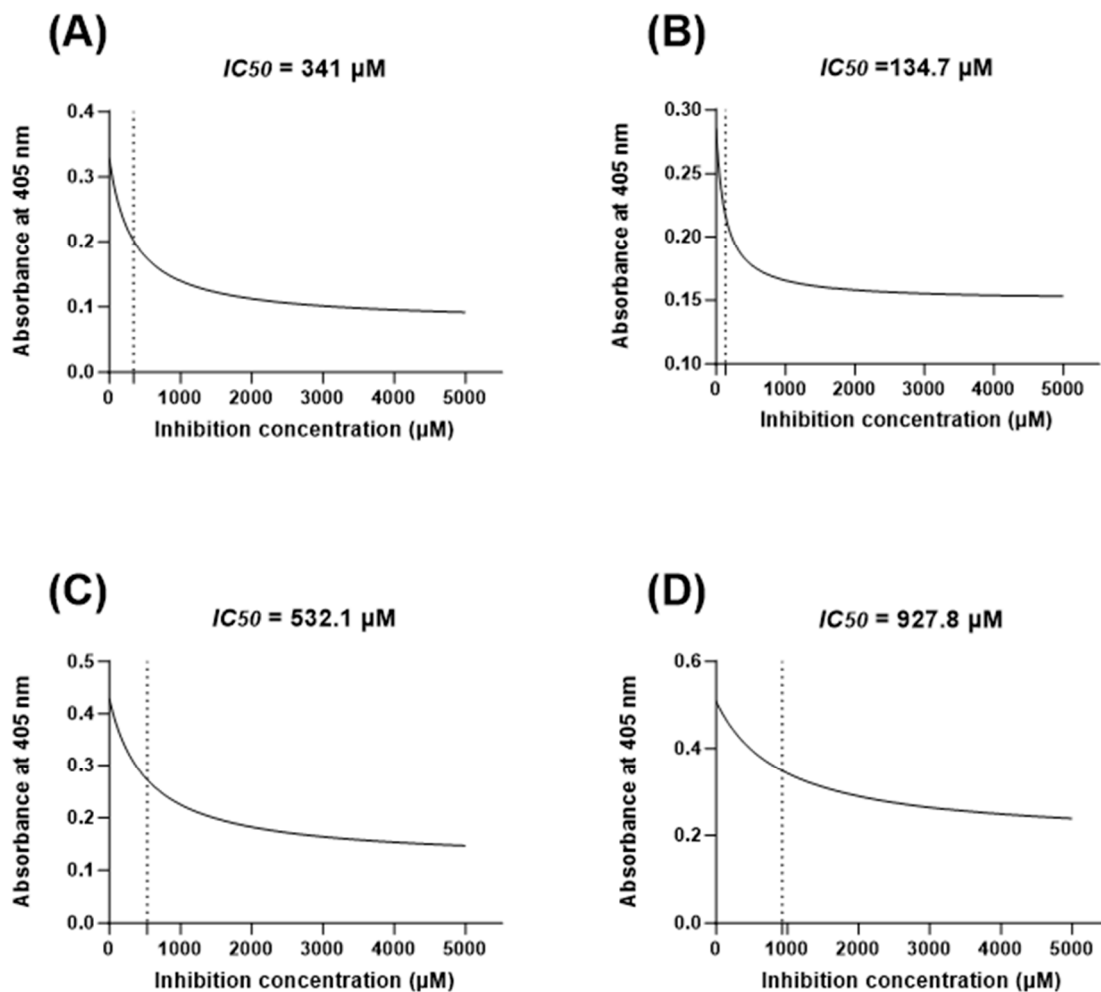 (A)
IC50 = 341 µM
Absorbance at 405 nm
0.4
0.3
0.2
0.1
0.0
0 1000 2000 3000 4000 5000
Inhibition concentration (µM)
(B)
IC50 =134.7 µM
Absorbance at 405 nm
0.30
0.25
0.20
0.15
0.10
0 1000 2000 3000 4000 5000
Inhibition concentration (µM)
(C)
IC50 = 532.1 µM
Absorbance at 405 nm
0.5
0.4
0.3
0.2
0.1
0.0
0 1000 2000 3000 4000 5000
Inhibition concentration (µM)
(D)
IC50 = 927.8 µM
Absorbance at 405 nm
0.6
0.4
0.2
0.0
0 1000 2000 3000 4000 5000
Inhibition concentration (µM)